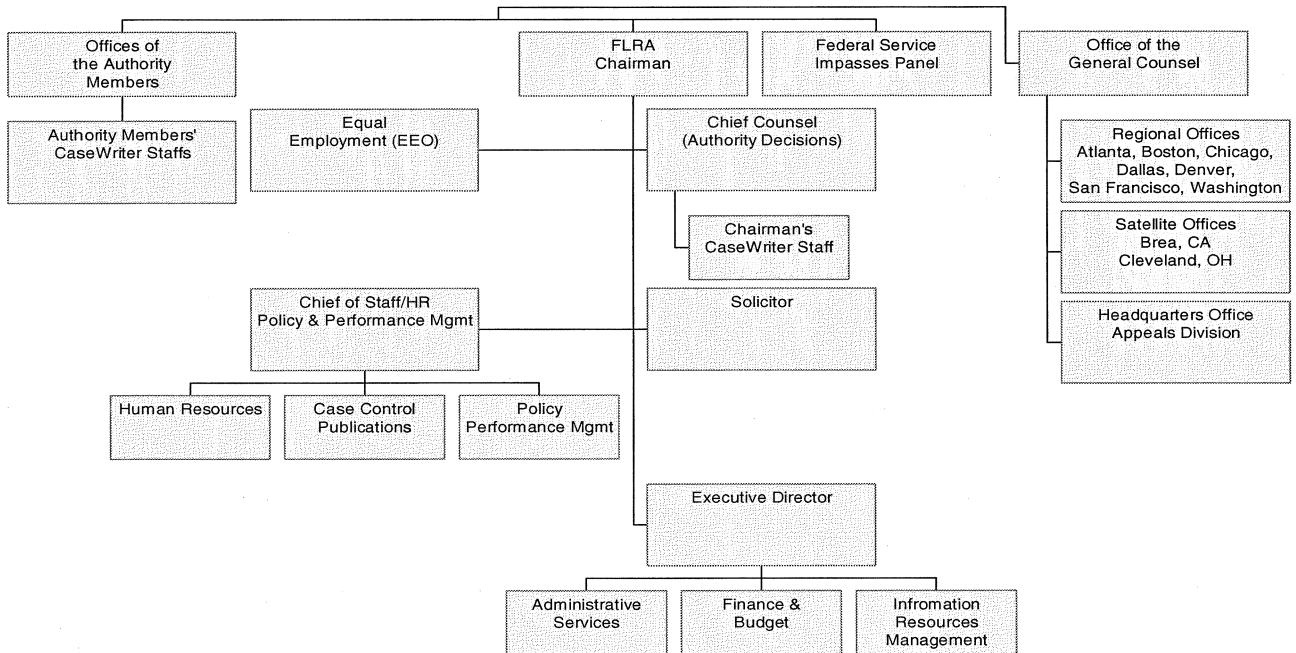 Offices of
the Authority
Members
FLRA
Chairman
Federal Service
Impasses Panel
Office of the
General Counsel
Authority Members'
CaseWriter Staffs
Equal
Employment (EEO)
Chief Counsel
(Authority Decisions)
Regional Offices
Atlanta, Boston, Chicago,
Dallas, Denver,
San Francisco, Washington
Chairman's
CaseWriter Staff
Satellite Offices
Brea, CA
Cleveland, OH
Chief of Staff/HR
Policy & Performance Mgmt
Solicitor
Headquarters Office
Appeals Division
Human Resources
Case Control
Publications
Policy
Performance Mgmt
Executive Director
Administrative
Services
Finance &
Budget
Infromation
Resources
Management